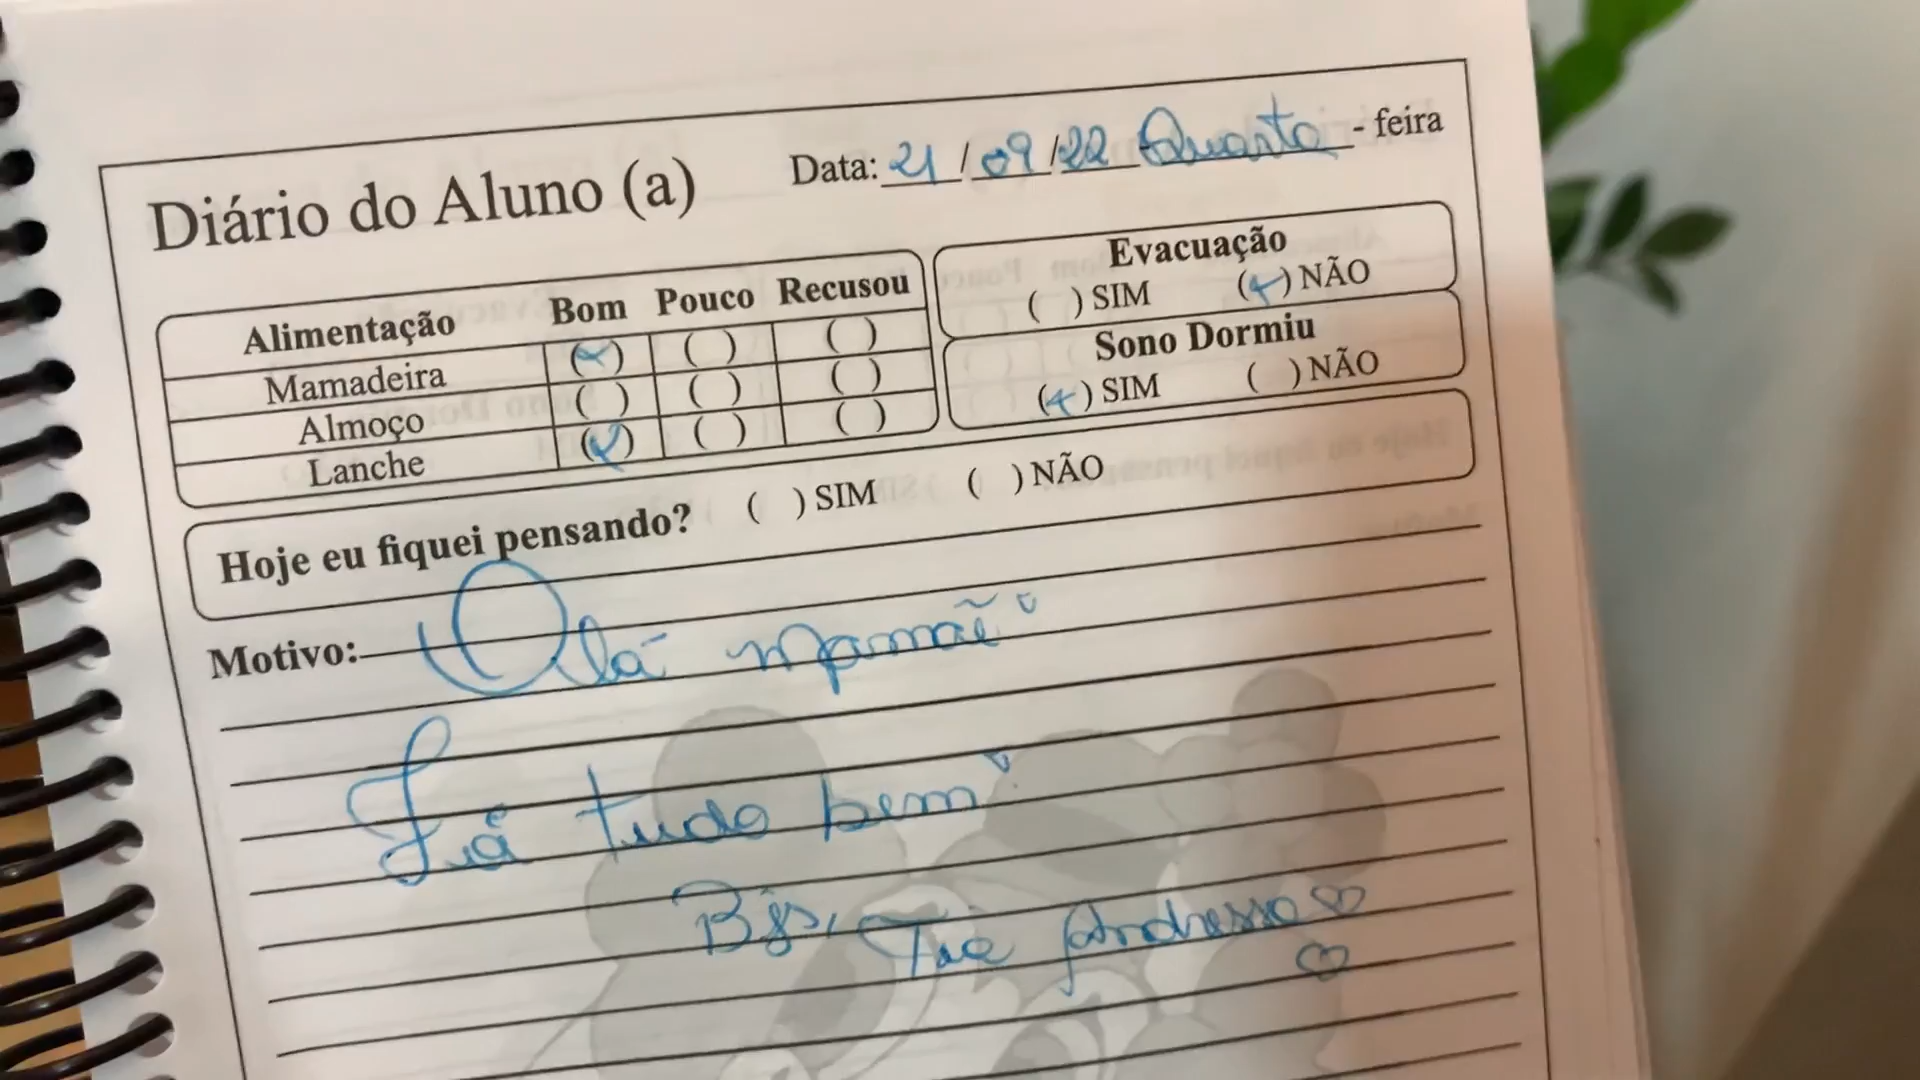 Diário do Aluno (a) Data: 21/09/22 Quarta - feira
Alimentação Bom Pouco Recusou
Mamadeira (x) ( ) ( )
Almoço ( ) ( ) ( )
Lanche (x) ( ) ( )
Evacuação
( ) SIM (x) NÃO
Sono Dormiu
(x) SIM ( ) NÃO
Hoje eu fiquei pensando? ( ) SIM ( ) NÃO
Motivo: Olá mamãe
tudo bem
Bjs, Tia Andressa ♡
♡